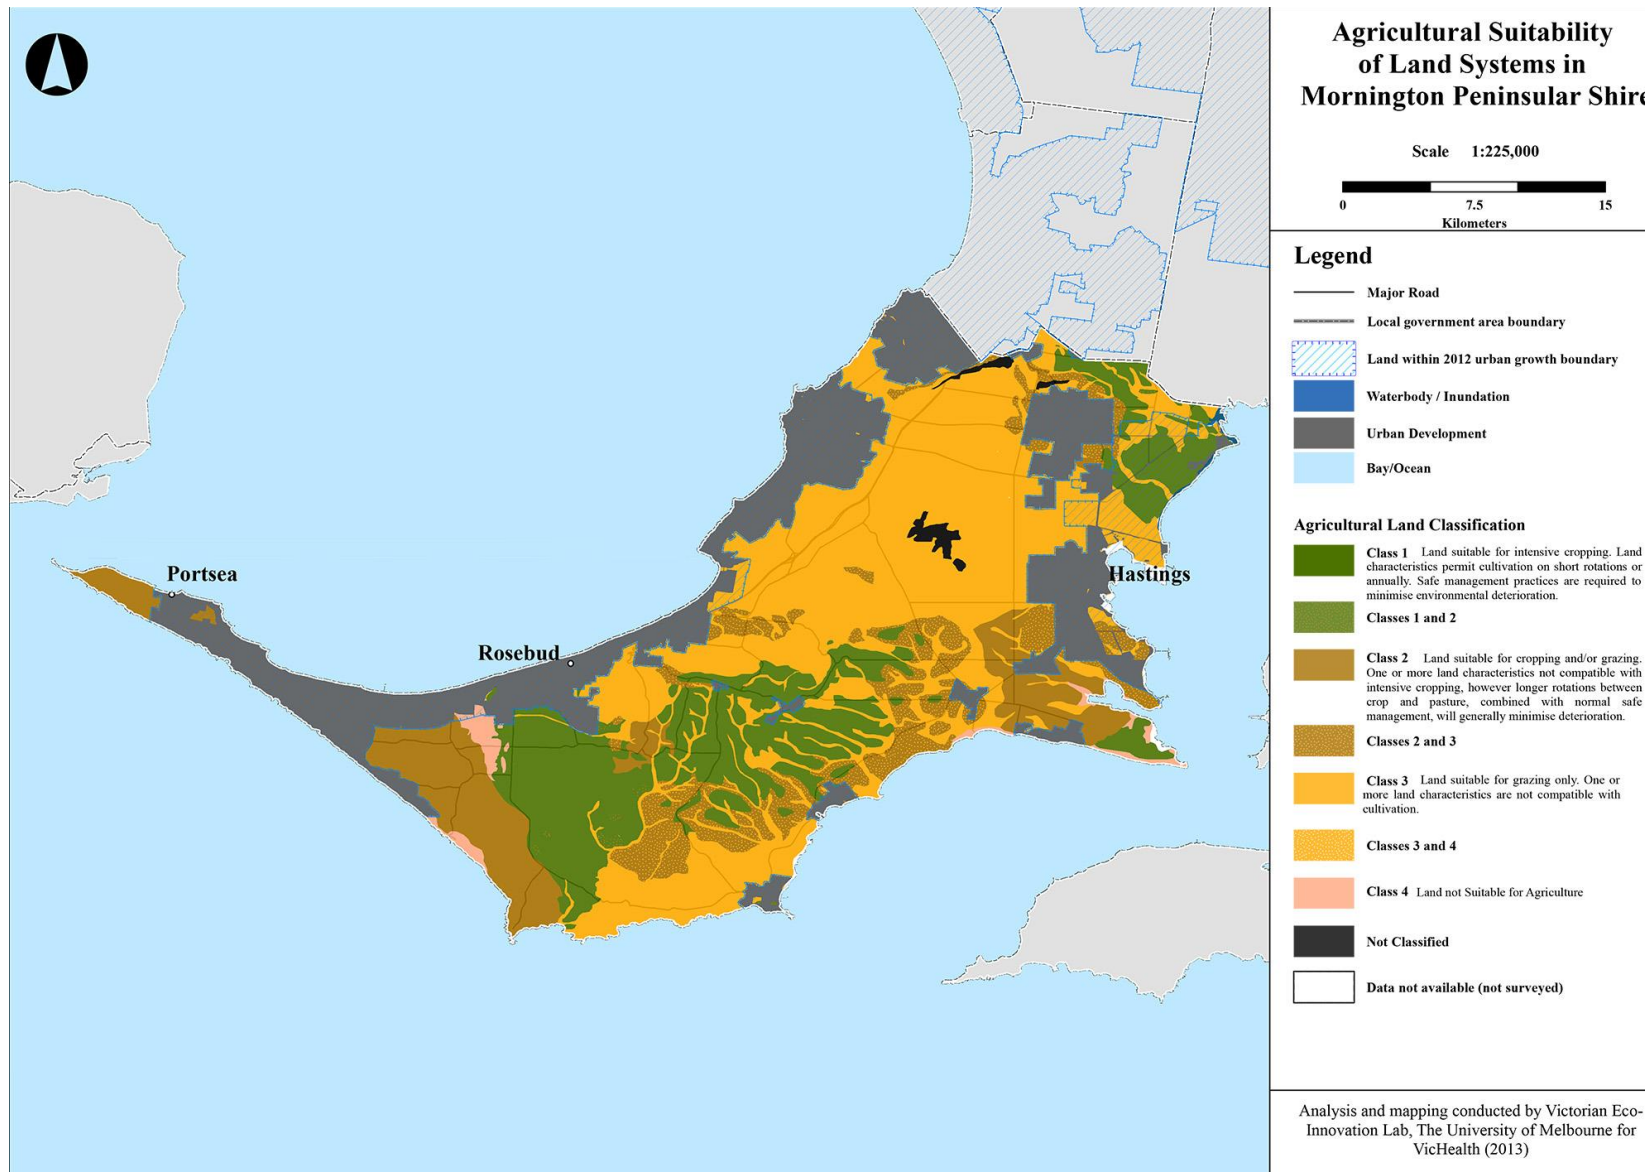 Agricultural Suitability
of Land Systems in
Mornington Peninsular Shire
Scale 1:225,000
0 7.5 15
Kilometers
Legend
Major Road
Local government area boundary
Land within 2012 urban growth boundary
Waterbody / Inundation
Urban Development
Bay/Ocean
Agricultural Land Classification
Class 1 Land suitable for intensive cropping. Land
characteristics permit cultivation on short rotations or
annually. Safe management practices are required to
minimise environmental deterioration.
Classes 1 and 2
Class 2 Land suitable for cropping and/or grazing.
One or more land characteristics not compatible with
intensive cropping, however longer rotations between
crop and pasture, combined with normal safe
management, will generally minimise deterioration.
Classes 2 and 3
Class 3 Land suitable for grazing only. One or
more land characteristics are not compatible with
cultivation.
Classes 3 and 4
Class 4 Land not Suitable for Agriculture
Not Classified
Data not available (not surveyed)
Analysis and mapping conducted by Victorian Eco-
Innovation Lab, The University of Melbourne for
VicHealth (2013)
Portsea
Hastings
Rosebud